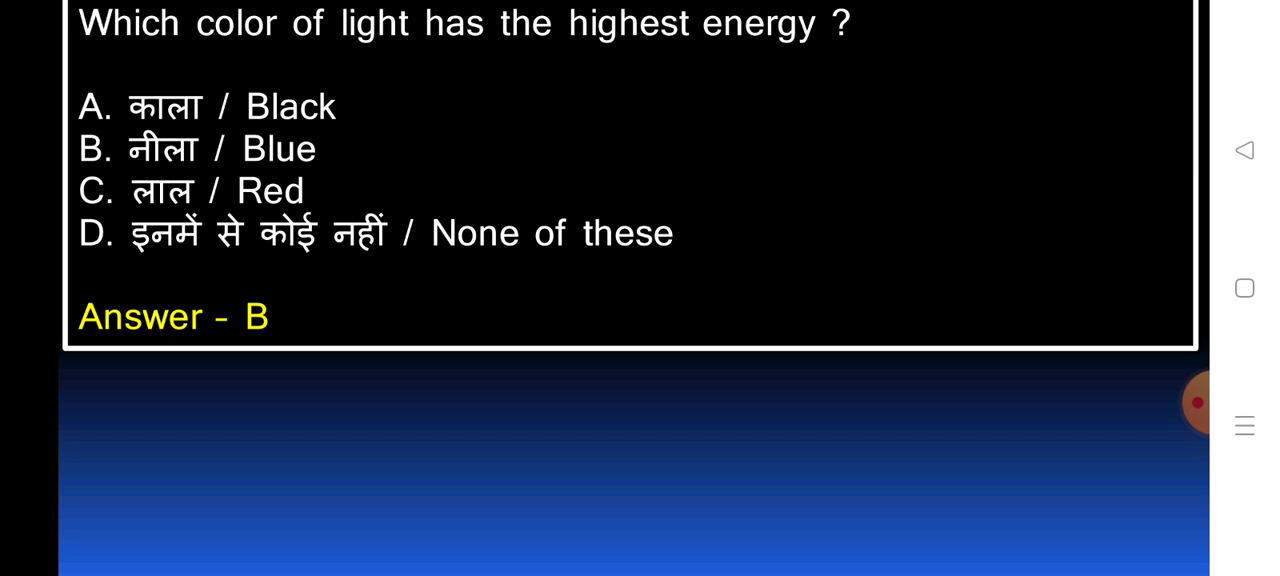 Which color of light has the highest energy ?
A. काला / Black
B. नीला / Blue
C. लाल / Red
D. इनमें से कोई नहीं / None of these
Answer - B